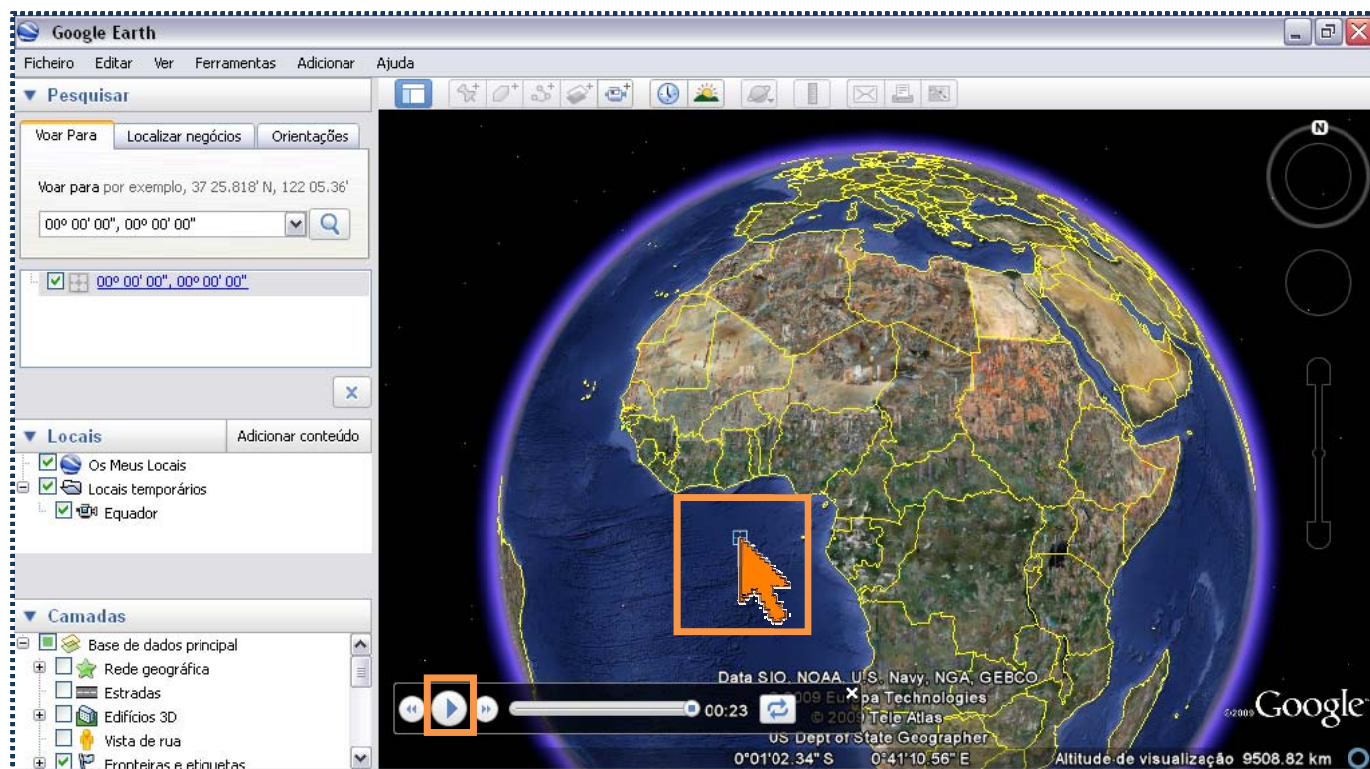 Google Earth
Ficheiro Editar Ver Ferramentas Adicionar Ajuda
Pesquisar
Voar Para Localizar negócios Orientações
Voar para por exemplo, 37 25.818' N, 122 05.36'
00º 00' 00", 00º 00' 00"
00º 00' 00", 00º 00' 00"
Locais Adicionar conteúdo
Os Meus Locais
Locais temporários
Equador
Camadas
Base de dados principal
Rede geográfica
Estradas
Edifícios 3D
Vista de rua
Fronteiras e etiquetas
N
Data SIO, NOAA, U.S. Navy, NGA, GEBCO
2009 Technologies
© 2009 Tele Atlas
US Dept of State Geographer
00:23
©2009 Google
0°01'02.34" S 0°41'10.56" E Altitude de visualização 9508.82 km